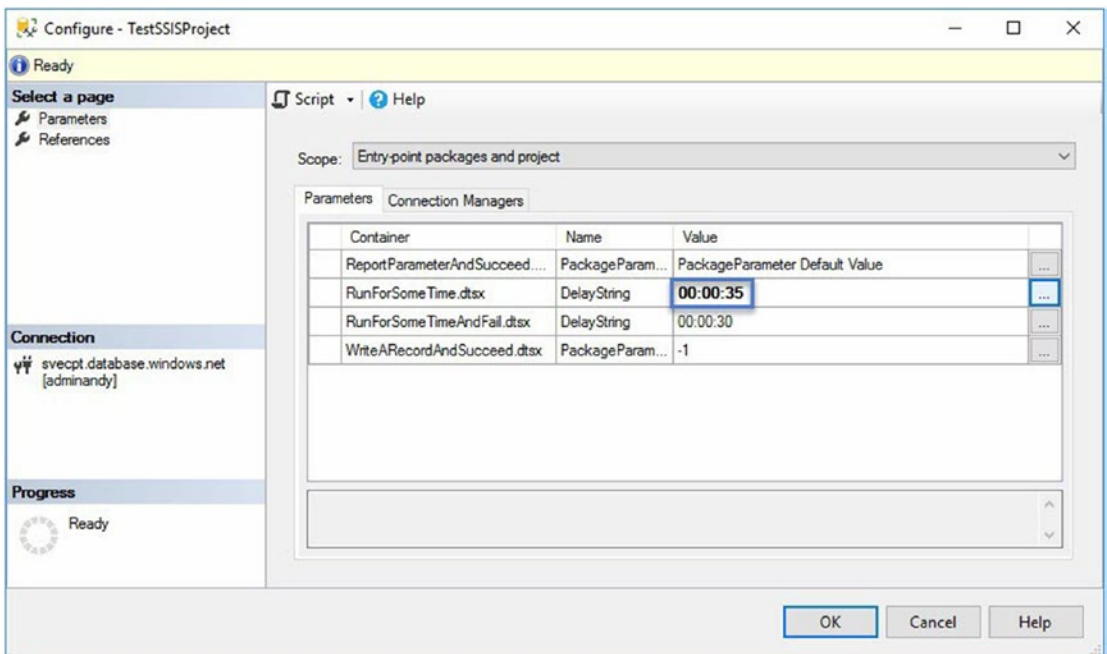 Configure - TestSSISProject
Ready
Select a page
Parameters
References
Script Help
Scope: Entry-point packages and project
Parameters Connection Managers
Container Name Value
ReportParameterAndSucceed.... PackageParam... PackageParameter Default Value ...
RunForSomeTime.dtsx DelayString 00:00:35 ...
RunForSomeTimeAndFail.dtsx DelayString 00:00:30 ...
WriteARecordAndSucceed.dtsx PackageParam... -1 ...
Connection
svecpt.database.windows.net
[adminandy]
Progress
Ready
OK Cancel Help